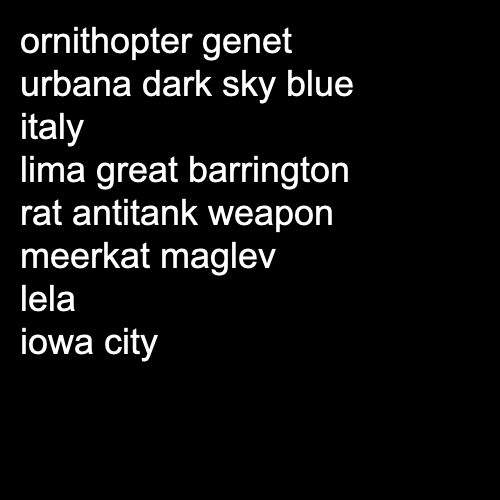 ornithopter genet
urbana dark sky blue
italy
lima great barrington
rat antitank weapon
meerkat maglev
lela
iowa city